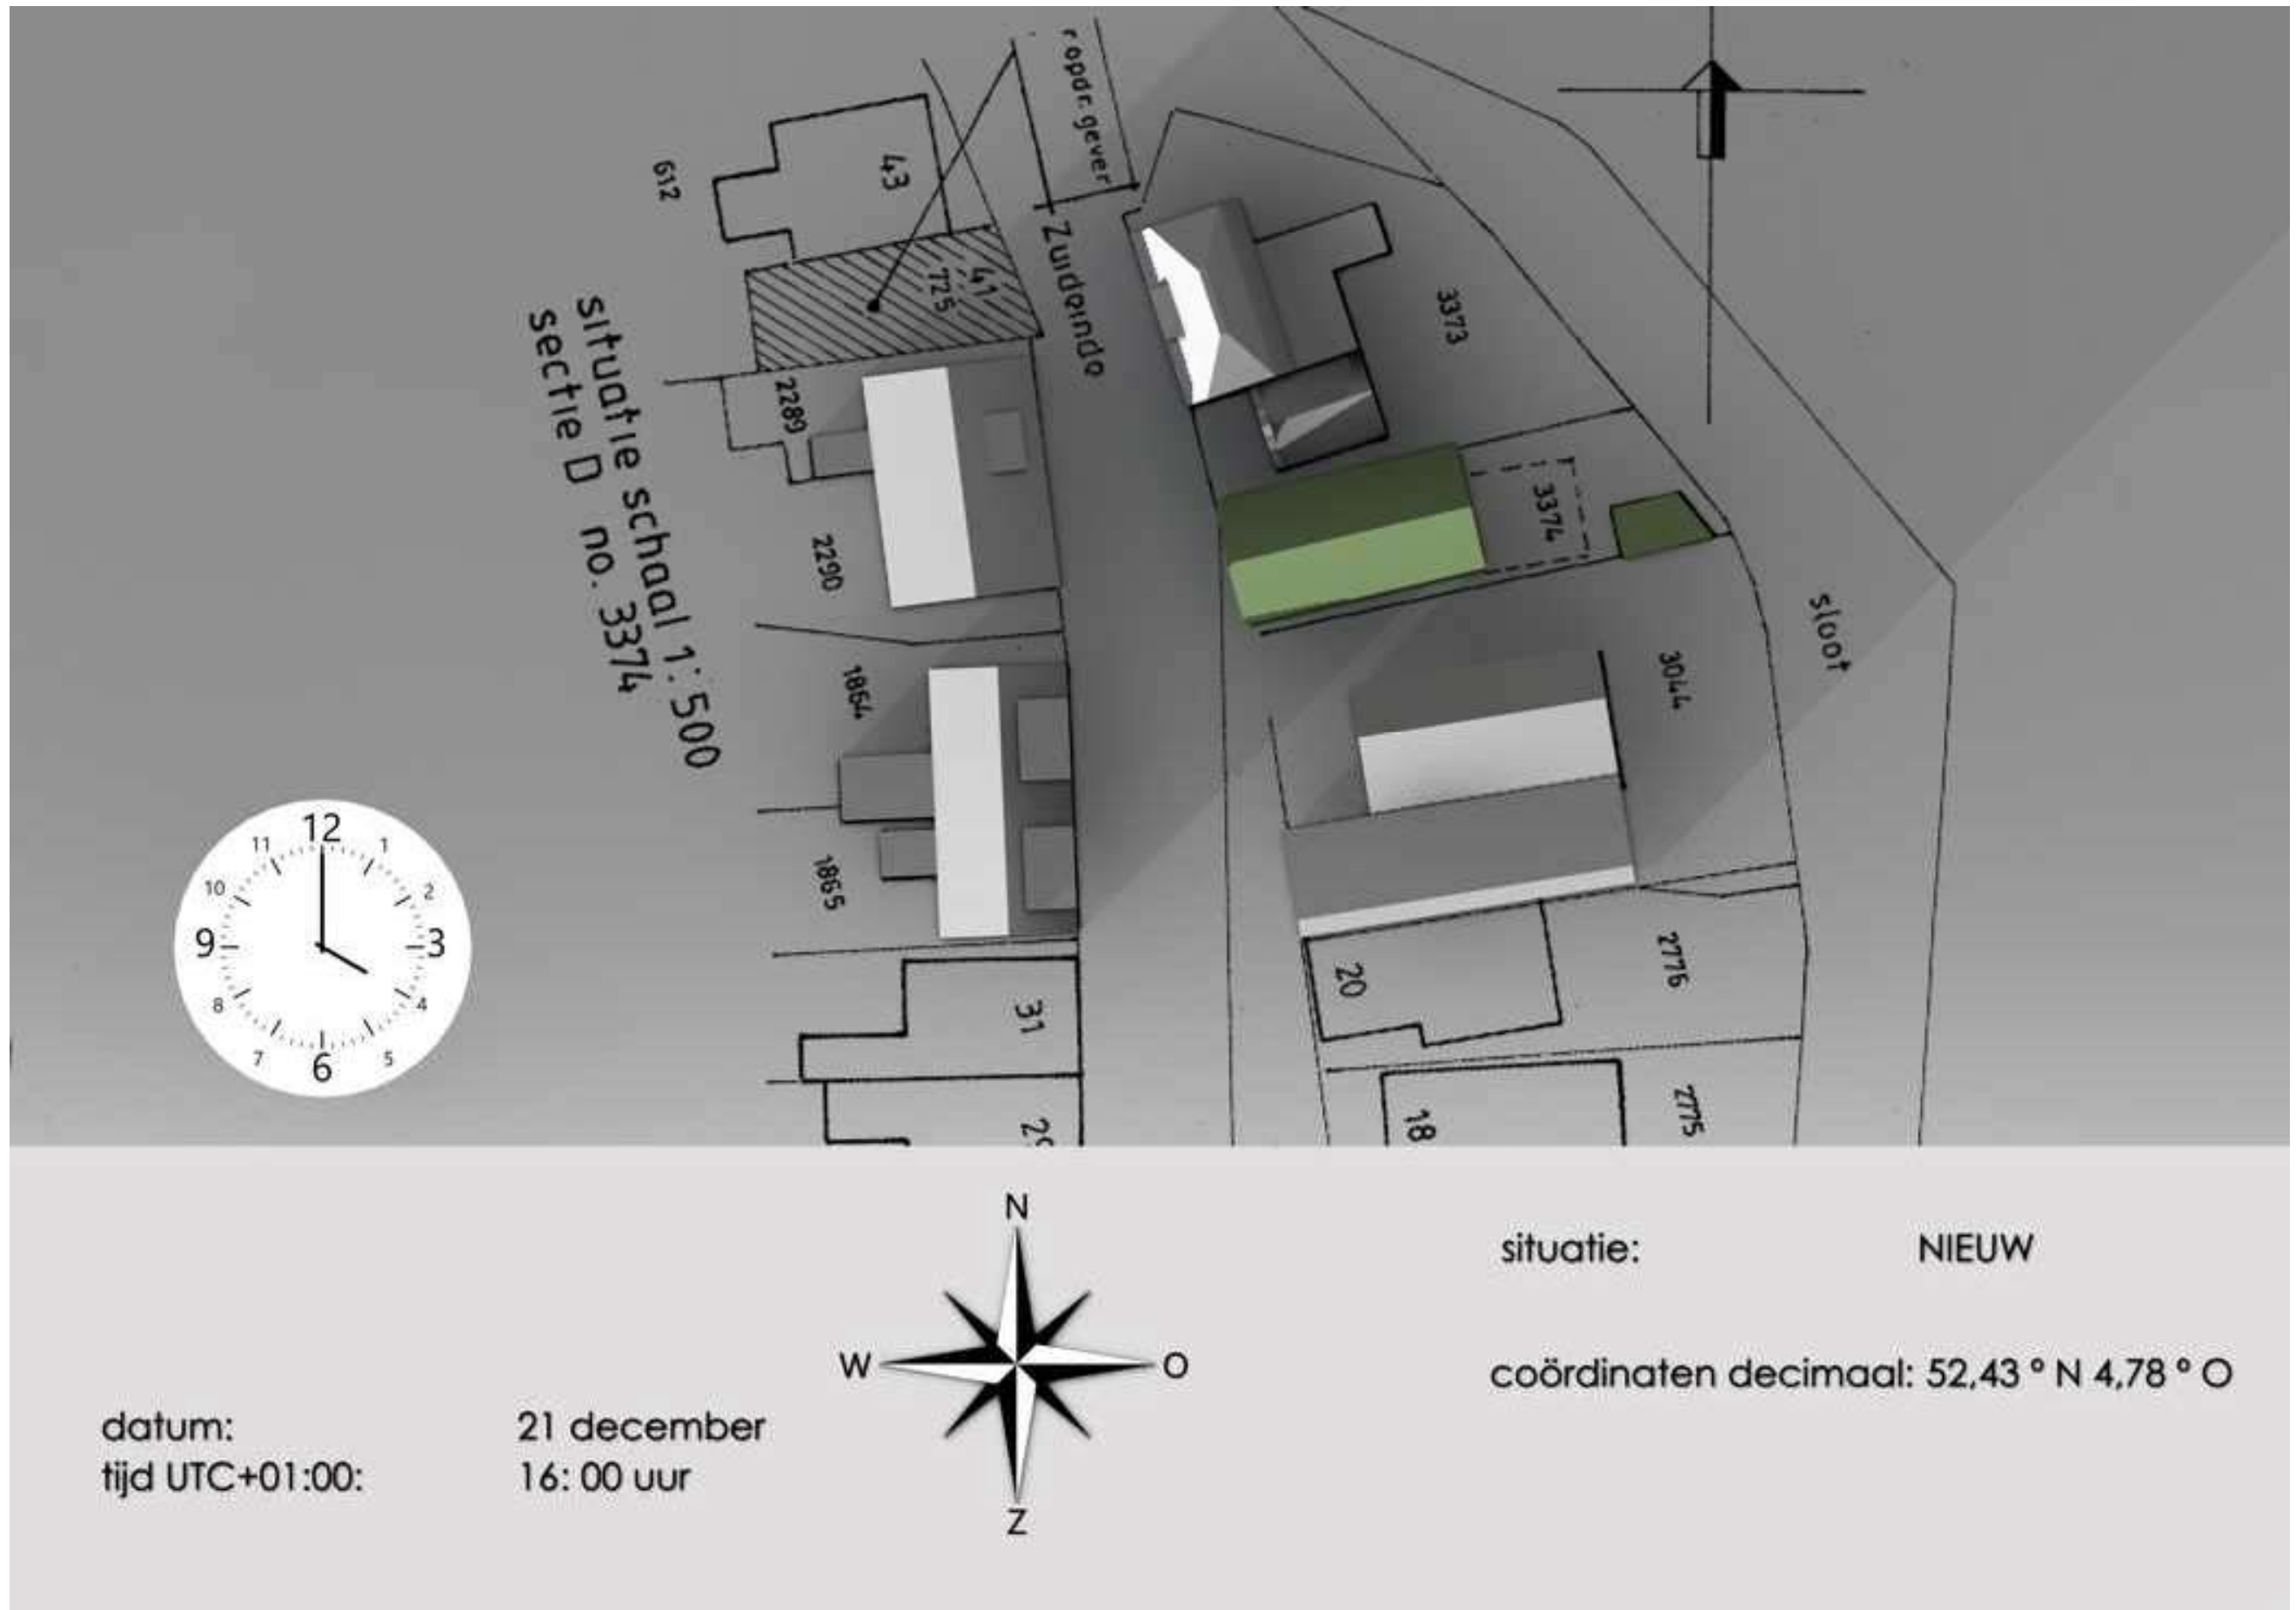 r opdr. gever
43
612
41
725
Zuideinde
3373
situatie schaal 1:500
sectie D no. 3374
2289
3374
2290
sloot
1864
3044
1865
12
11
1
10
2
9
3
8
4
7
5
6
20
2776
31
18
2775
N
W
O
Z
situatie: NIEUW
coördinaten decimaal: 52,43 º N 4,78 º O
datum: 21 december
tijd UTC+01:00: 16: 00 uur